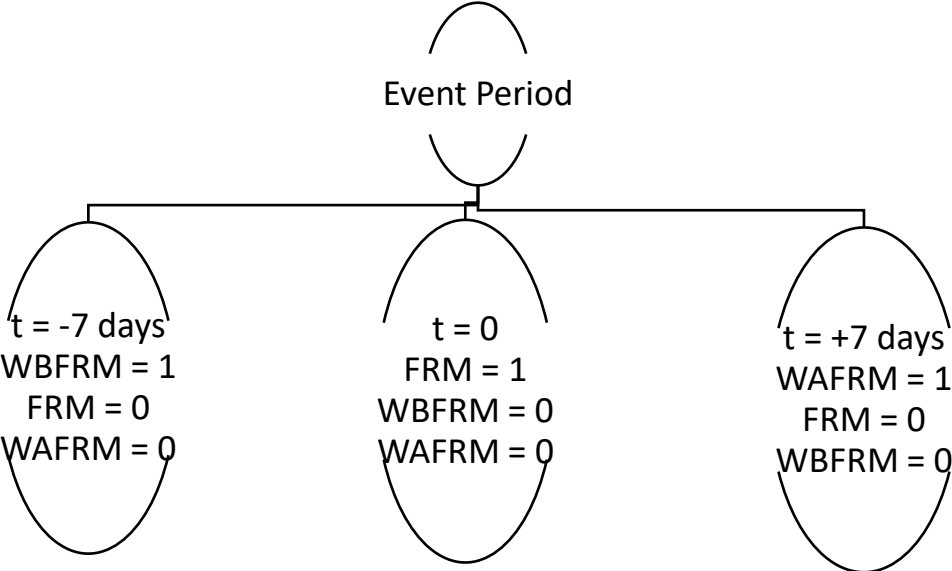 Event Period
t = -7 days
WBFRM = 1
FRM = 0
WAFRM = 0
t = 0
FRM = 1
WBFRM = 0
WAFRM = 0
t = +7 days
WAFRM = 1
FRM = 0
WBFRM = 0